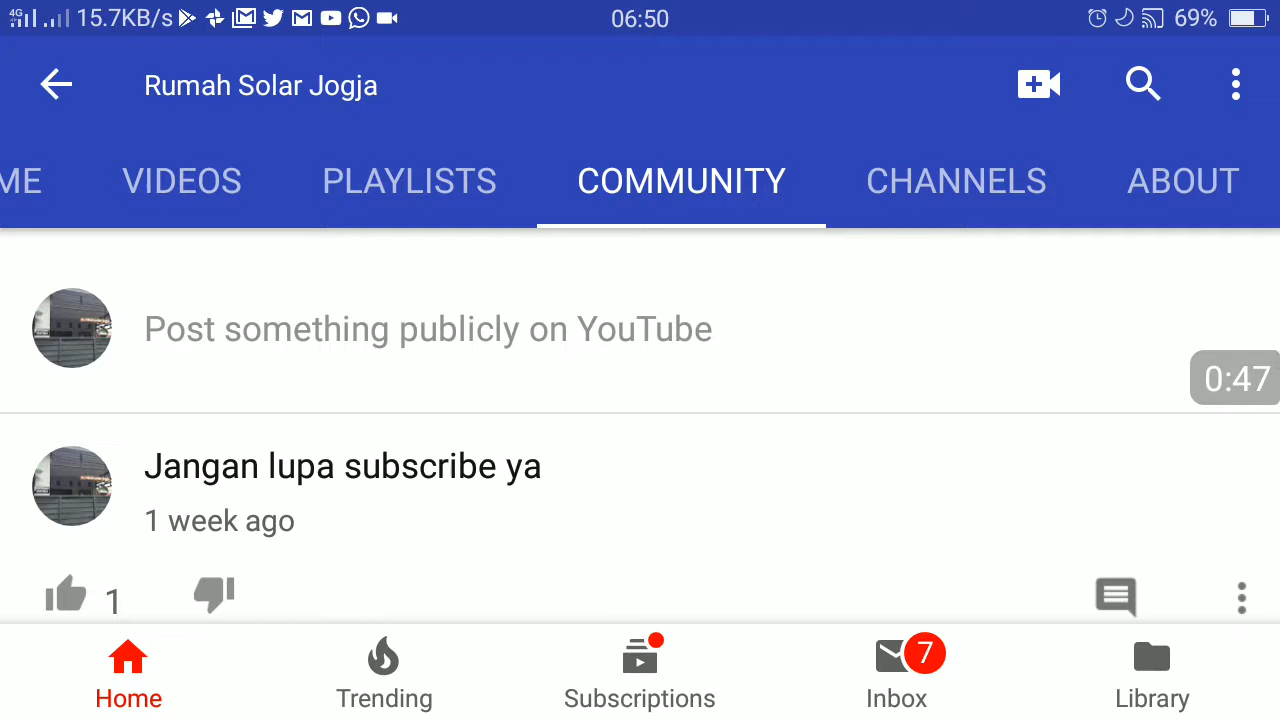 4G 15.7KB/s 06:50 69%
Rumah Solar Jogja
ME VIDEOS PLAYLISTS COMMUNITY CHANNELS ABOUT
Post something publicly on YouTube
0:47
Jangan lupa subscribe ya
1 week ago
1
7
Home Trending Subscriptions Inbox Library